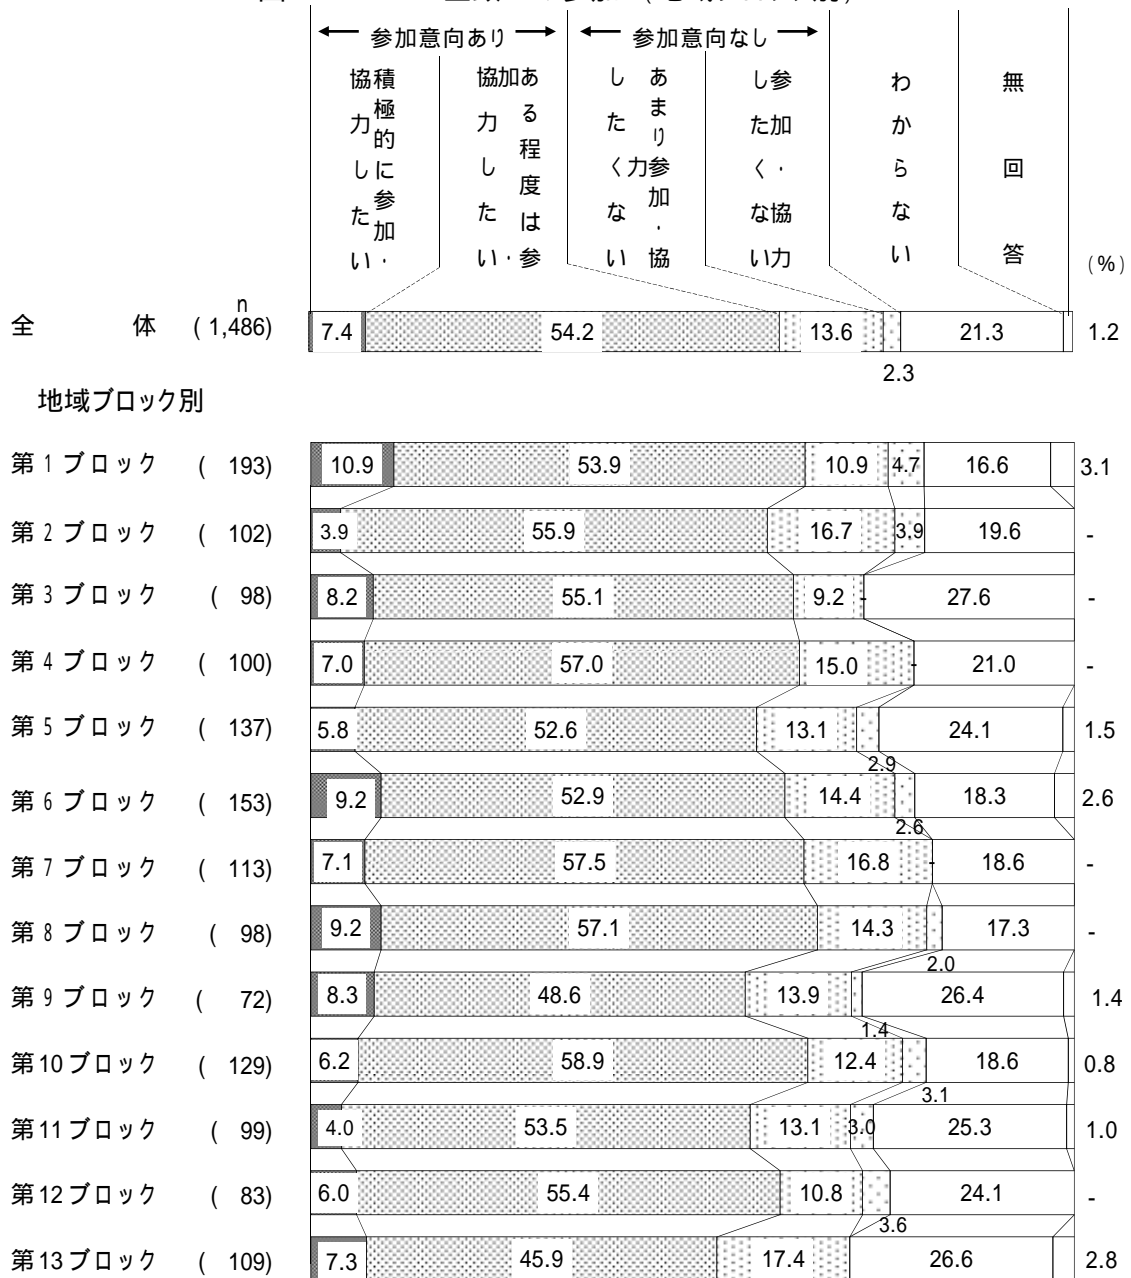 参加意向あり 参加意向なし
積極的に参加・協力したい
ある程度は参加・参協力したい
あまり参加・協力したくない
参加・協力したくない
わからない
無回答
(%)
n
全 体 (1,486) 7.4 54.2 13.6 21.3 1.2
2.3
地域ブロック別
第1ブロック ( 193) 10.9 53.9 10.9 4.7 16.6 3.1
第2ブロック ( 102) 3.9 55.9 16.7 3.9 19.6 -
第3ブロック ( 98) 8.2 55.1 9.2 - 27.6 -
第4ブロック ( 100) 7.0 57.0 15.0 - 21.0 -
第5ブロック ( 137) 5.8 52.6 13.1 24.1 1.5
2.9
第6ブロック ( 153) 9.2 52.9 14.4 18.3 2.6
2.6
第7ブロック ( 113) 7.1 57.5 16.8 - 18.6 -
第8ブロック ( 98) 9.2 57.1 14.3 17.3 -
2.0
第9ブロック ( 72) 8.3 48.6 13.9 26.4 1.4
1.4
第10ブロック ( 129) 6.2 58.9 12.4 18.6 0.8
3.1
第11ブロック ( 99) 4.0 53.5 13.1 3.0 25.3 1.0
第12ブロック ( 83) 6.0 55.4 10.8 24.1 -
3.6
第13ブロック ( 109) 7.3 45.9 17.4 26.6 2.8